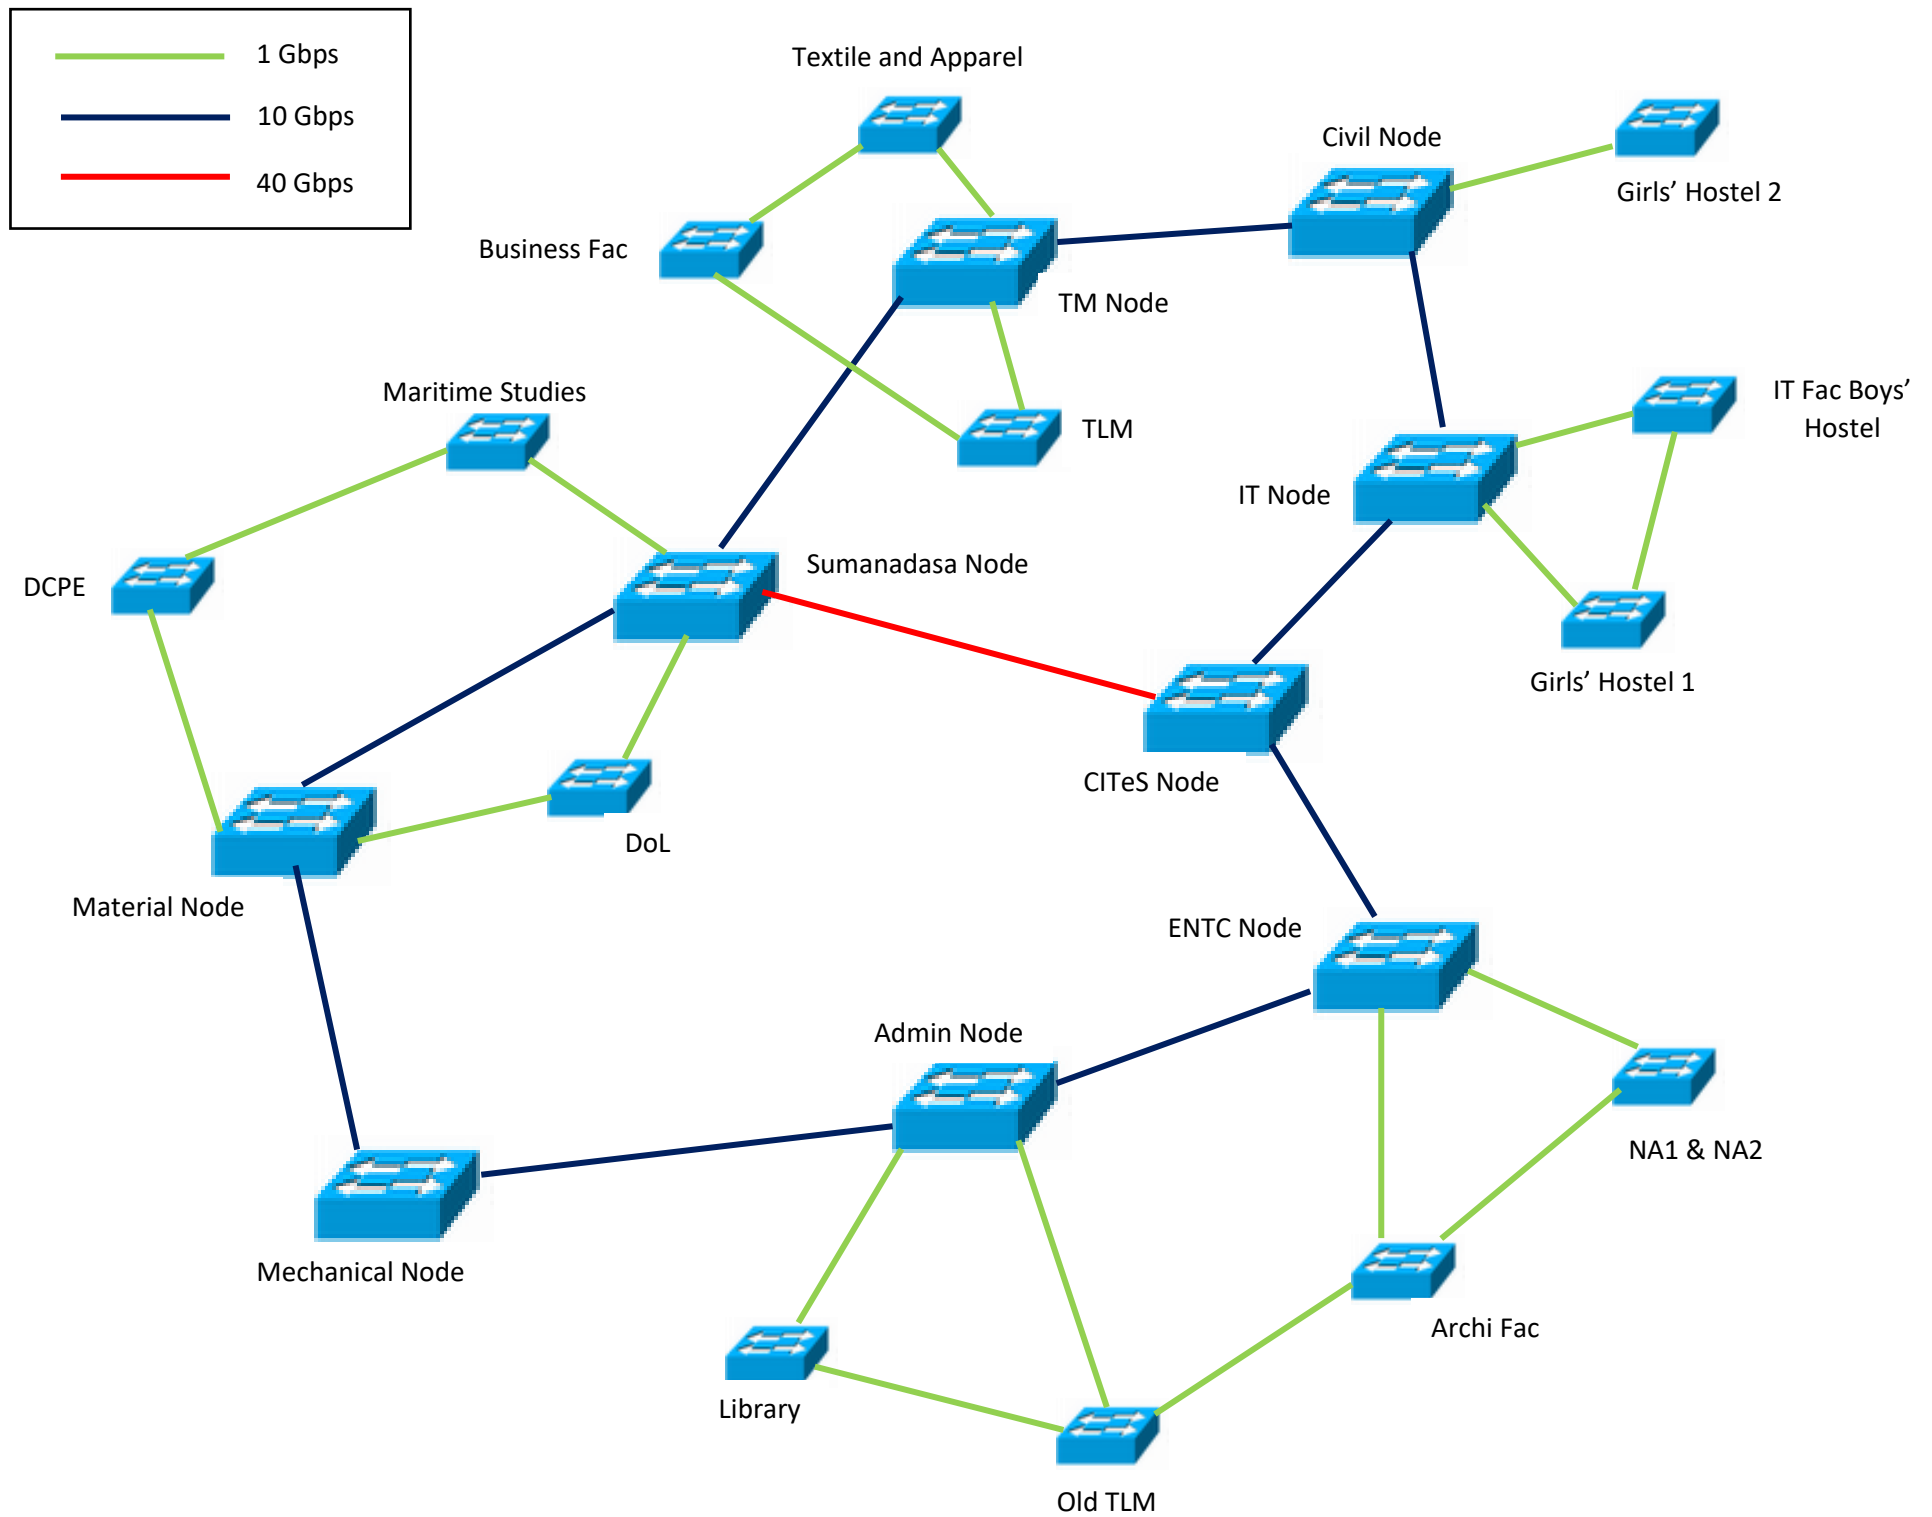 1 Gbps
10 Gbps
40 Gbps
Textile and Apparel
Civil Node
Girls' Hostel 2
Business Fac
TM Node
Maritime Studies
TLM
IT Fac Boys'
Hostel
IT Node
DCPE
Sumanadasa Node
Girls' Hostel 1
CITeS Node
DoL
Material Node
ENTC Node
Admin Node
NA1 & NA2
Mechanical Node
Archi Fac
Library
Old TLM